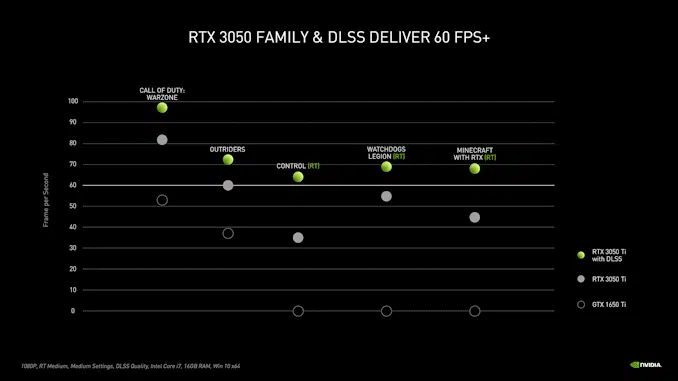 RTX 3050 FAMILY & DLSS DELIVER 60 FPS+
CALL OF DUTY:
WARZONE
OUTRIDERS
CONTROL (RT)
WATCHDOGS
LEGION (RT)
MINECRAFT
WITH RTX (RT)
Frame per Second
100
90
80
70
60
50
40
30
20
10
0
RTX 3050 Ti
with DLSS
RTX 3050 Ti
GTX 1650 Ti
1080P, RT Medium, Medium Settings, DLSS Quality, Intel Core i7, 16GB RAM, Win 10 x64
NVIDIA.